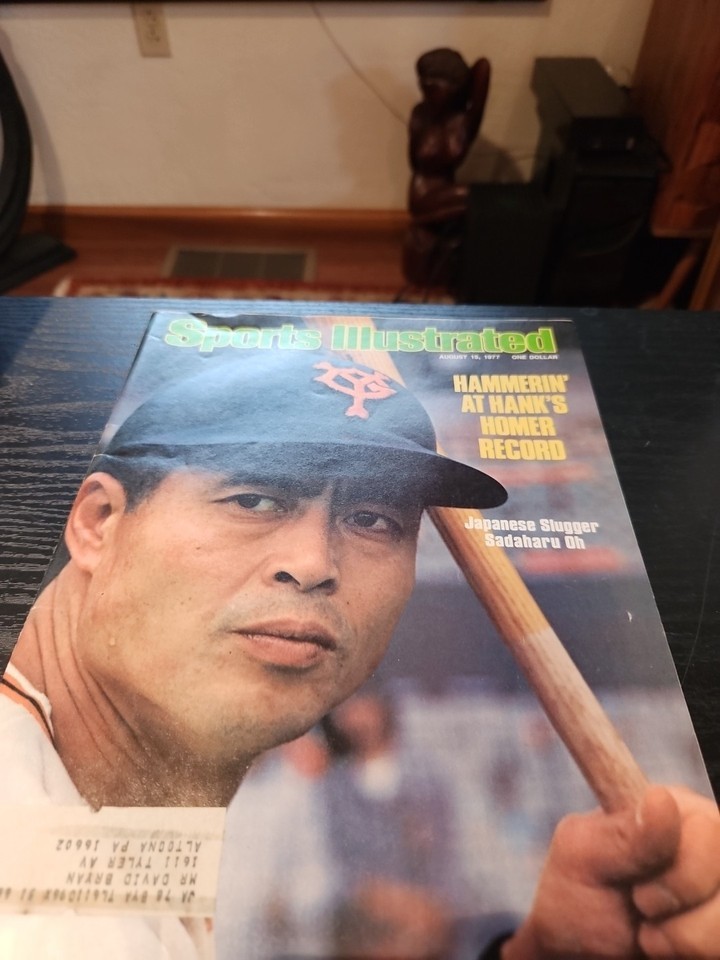 Sports Illustrated
AUGUST 15, 1977 ONE DOLLAR
HAMMERIN'
AT HANK'S
HOMER
RECORD
Japanese Slugger
Sadaharu Oh
YG
MR DAVID BRYAN
1611 TYLER AV
ALTOONA PA 16602